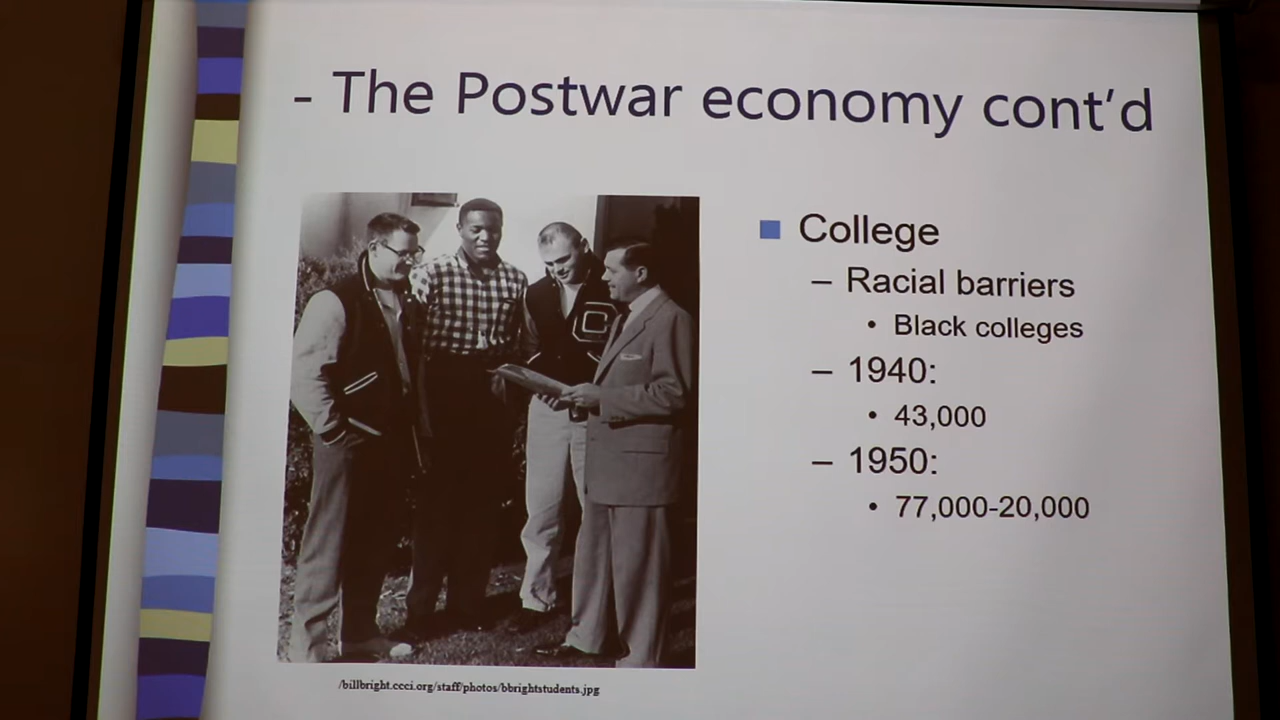 - The Postwar economy cont'd
College
– Racial barriers
• Black colleges
– 1940:
• 43,000
– 1950:
• 77,000-20,000
C
/billbright.ccci.org/staff/photos/bbrightstudents.jpg